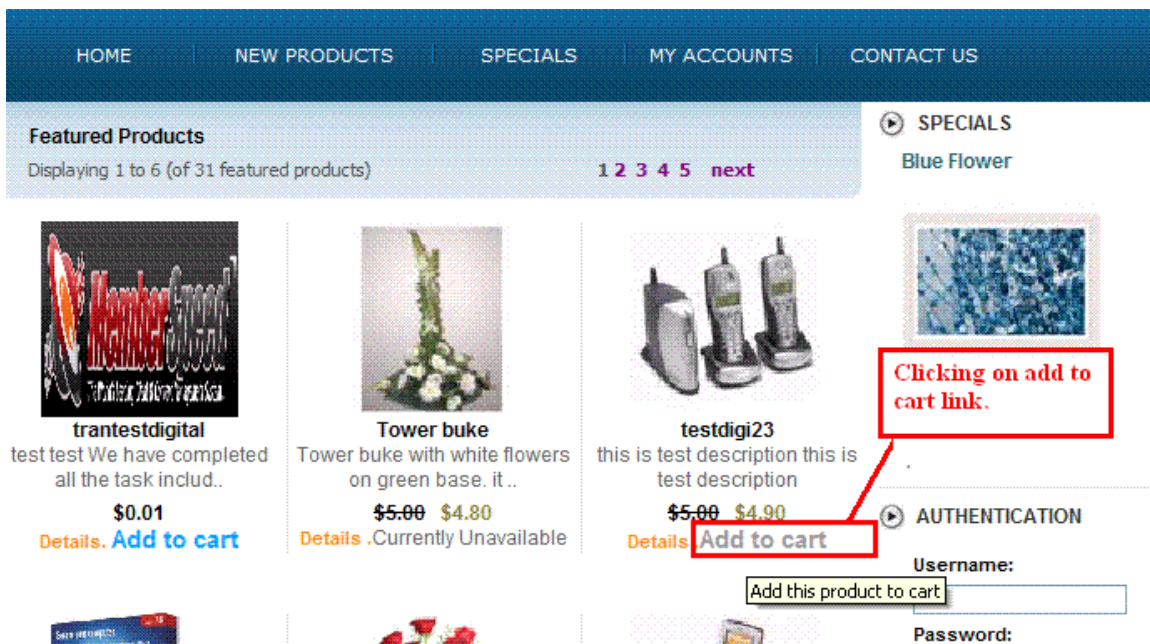 HOME NEW PRODUCTS SPECIALS MY ACCOUNTS CONTACT US
Featured Products
Displaying 1 to 6 (of 31 featured products)
1 2 3 4 5 next
SPECIALS
Blue Flower
trantestdigital
test test We have completed
all the task includ..
$0.01
Details. Add to cart
Tower buke
Tower buke with white flowers
on green base. it ..
$5.00 $4.80
Details .Currently Unavailable
testdigi23
this is test description this is
test description
$5.00 $4.90
Details .Add to cart
Add this product to cart
Clicking on add to
cart link.
.
AUTHENTICATION
Username:
Password: